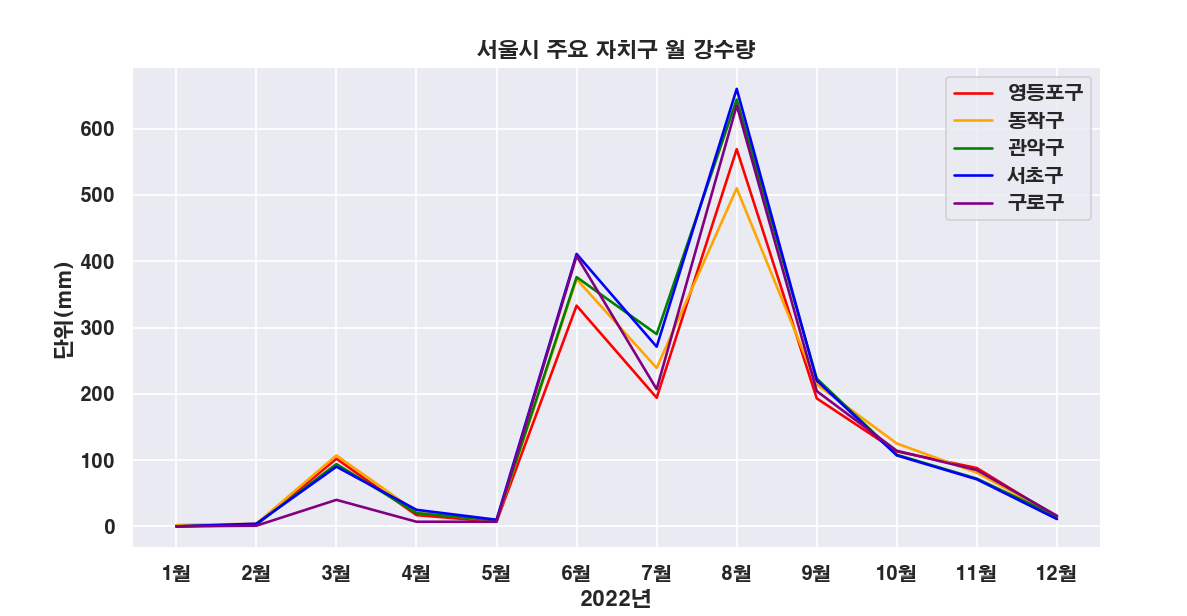 서울시 주요 자치구 월 강수량
영등포구
동작구
관악구
서초구
구로구
단위(mm)
600
500
400
300
200
100
0
1월 2월 3월 4월 5월 6월 7월 8월 9월 10월 11월 12월
2022년